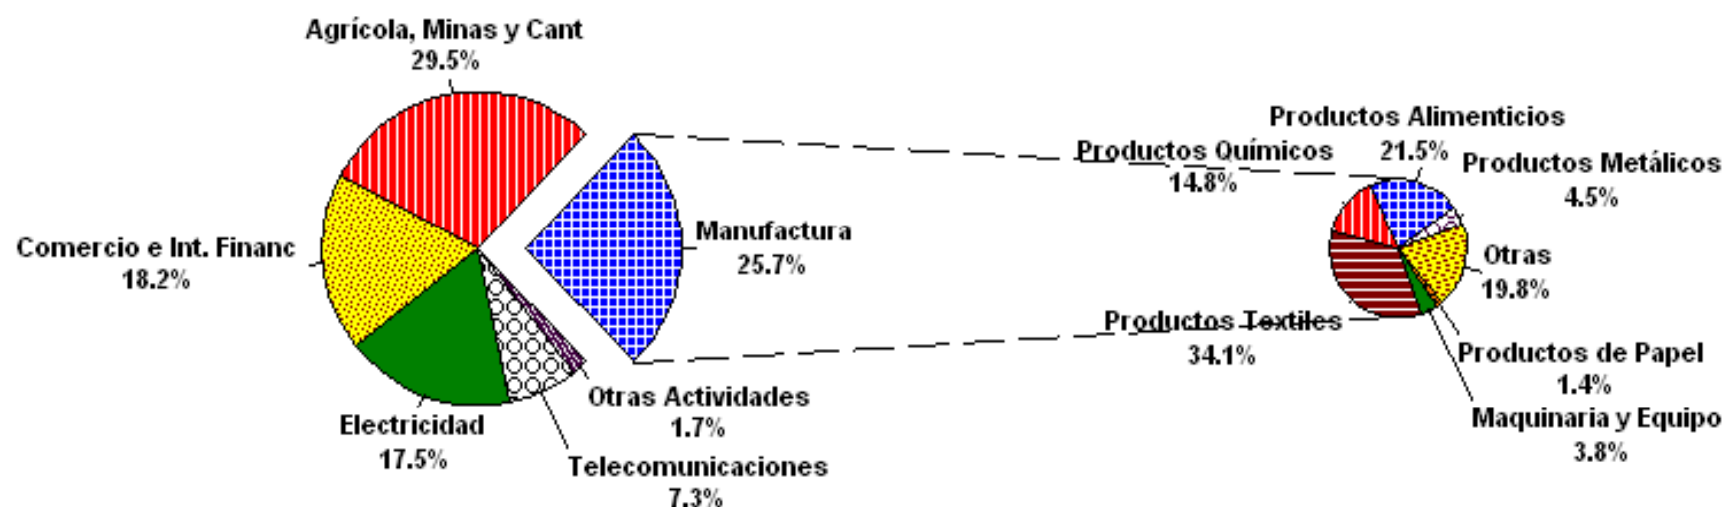 Agrícola, Minas y Cant
29.5%
Comercio e Int. Financ
18.2%
Electricidad
17.5%
Telecomunicaciones
7.3%
Otras Actividades
1.7%
Manufactura
25.7%
Productos Alimenticios
21.5%
Productos Químicos
14.8%
Productos Metálicos
4.5%
Otras
19.8%
Productos Textiles
34.1%
Productos de Papel
1.4%
Maquinaria y Equipo
3.8%